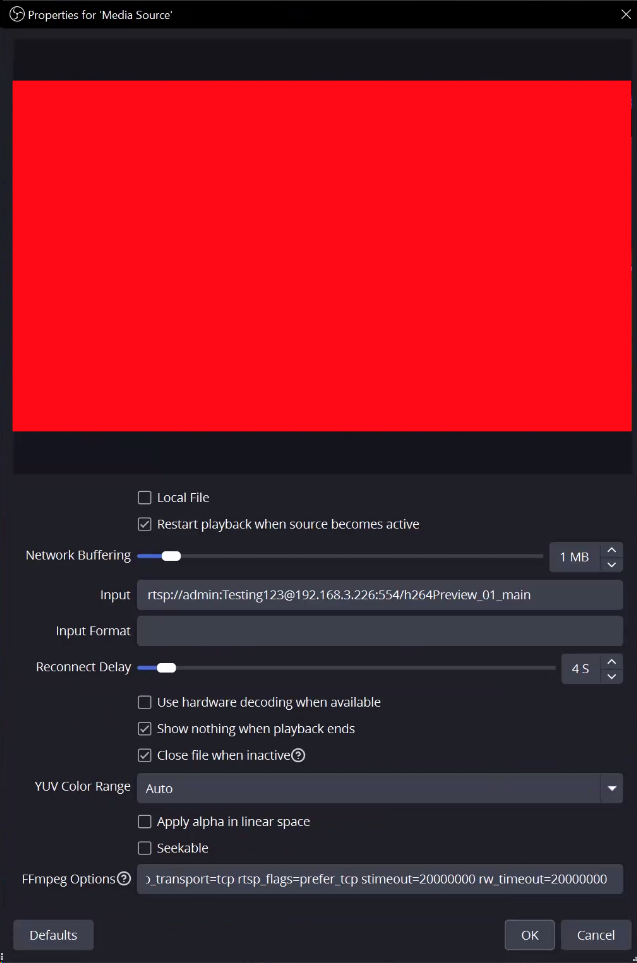 Properties for 'Media Source'
Local File
Restart playback when source becomes active
Network Buffering 1 MB
Input rtsp://admin:Testing123@192.168.3.226:554/h264Preview_01_main
Input Format
Reconnect Delay 4 S
Use hardware decoding when available
Show nothing when playback ends
Close file when inactive
YUV Color Range Auto
Apply alpha in linear space
Seekable
FFmpeg Options _transport=tcp rtsp_flags=prefer_tcp stimeout=20000000 rw_timeout=20000000
Defaults OK Cancel